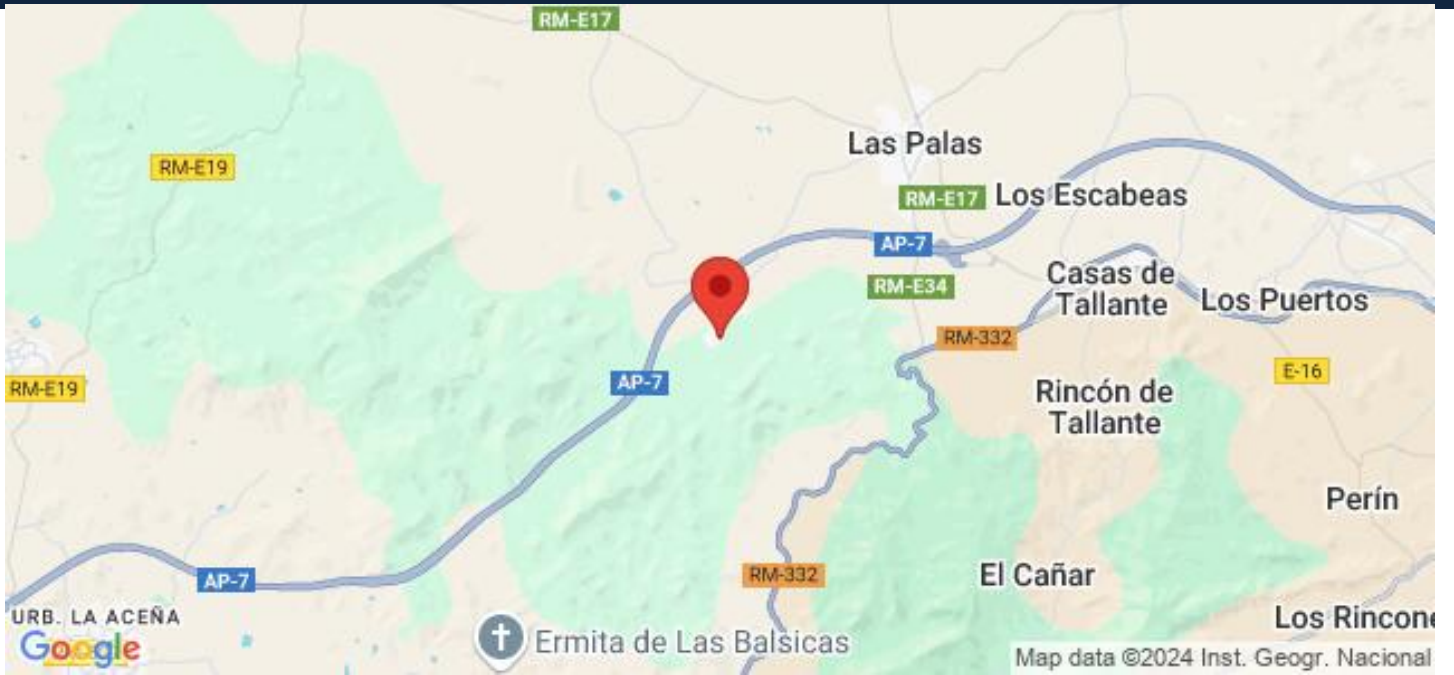 RM-E17
Las Palas
RM-E19
RM-E17
Los Escabeas
AP-7
RM-E34
Casas de
Tallante
Los Puertos
RM-332
AP-7
E-16
RM-E19
Rincón de
Tallante
Perín
AP-7
RM-332
El Cañar
URB. LA ACEÑA
Los Rincone
Google
Ermita de Las Balsicas
Map data ©2024 Inst. Geogr. Nacional